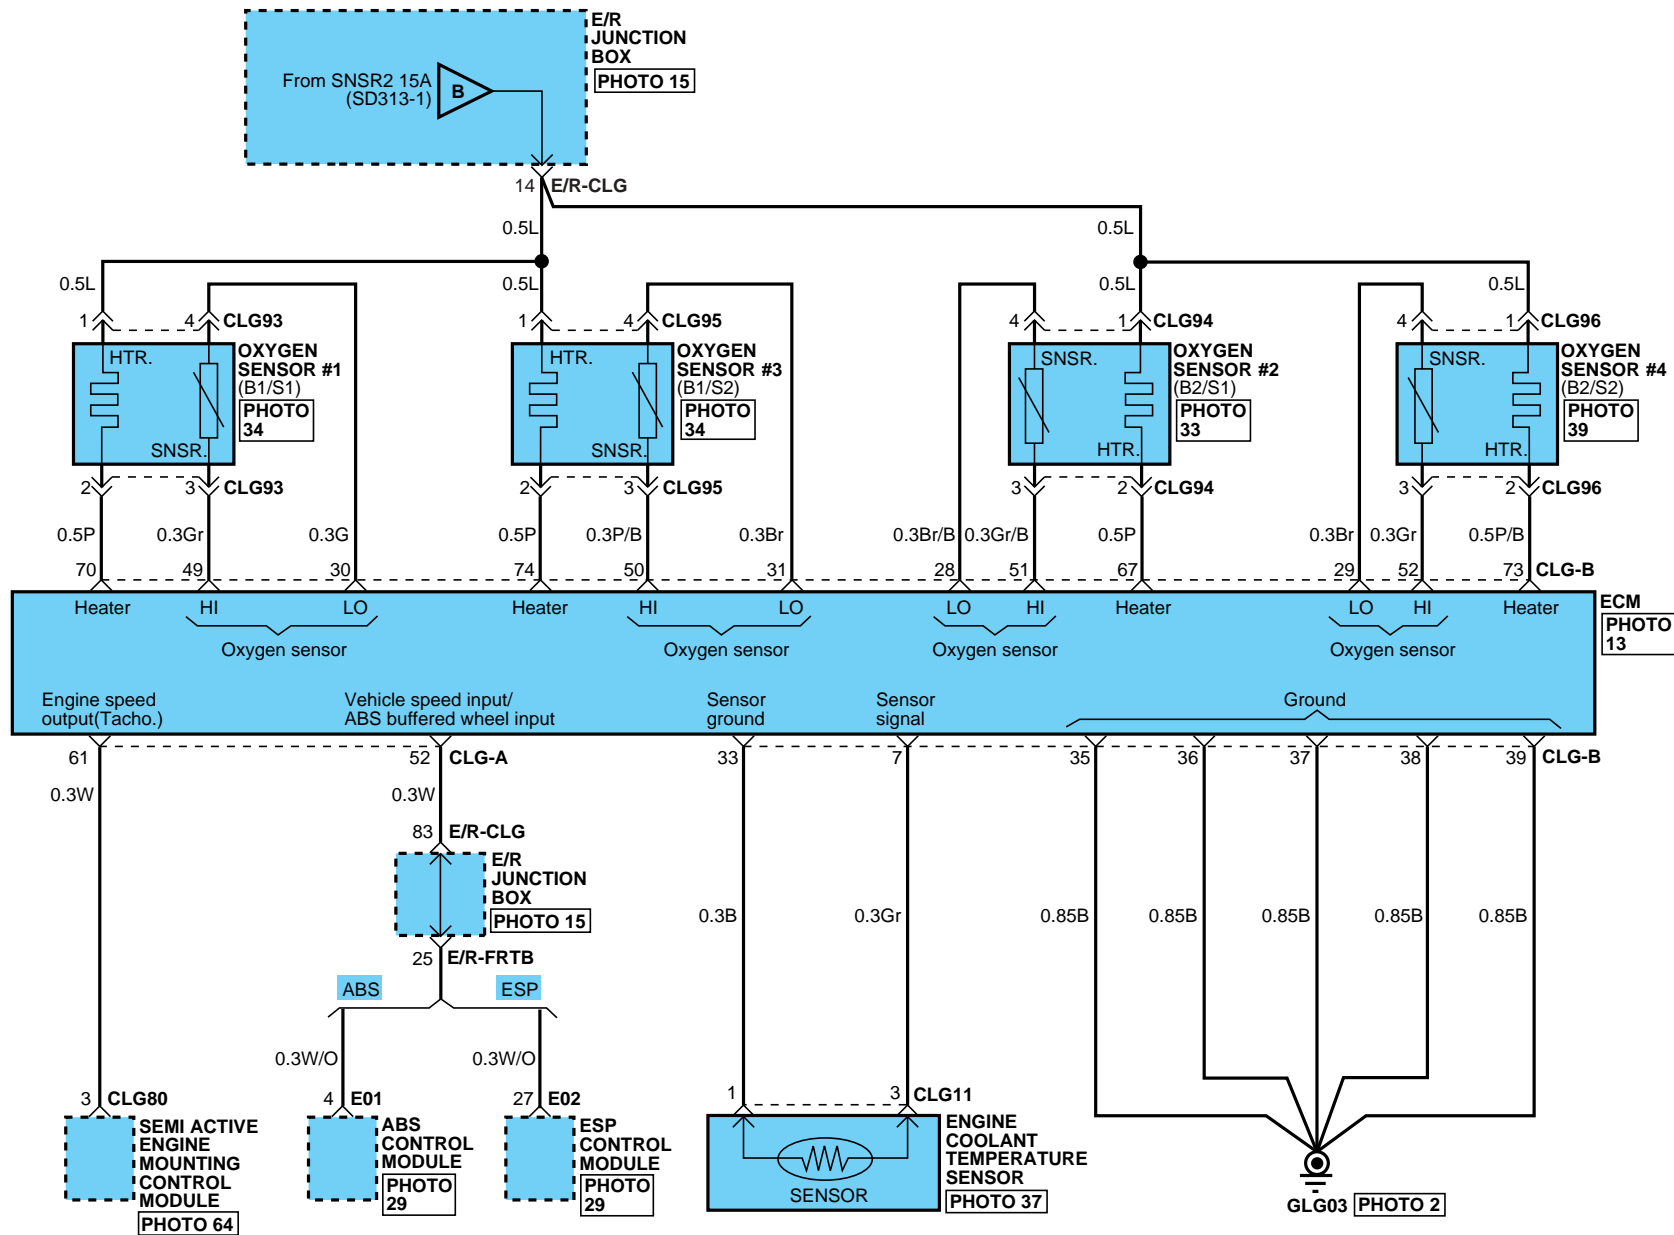 E/R
JUNCTION
BOX
PHOTO 15
From SNSR2 15A
(SD313-1)
B
14 E/R-CLG
0.5L
0.5L
0.5L
0.5L
0.5L
0.5L
1
4 CLG93
1
4 CLG95
4
1 CLG94
4
1 CLG96
HTR.
SNSR.
OXYGEN
SENSOR #1
(B1/S1)
PHOTO
34
HTR.
SNSR.
OXYGEN
SENSOR #3
(B1/S2)
PHOTO
34
SNSR.
HTR.
OXYGEN
SENSOR #2
(B2/S1)
PHOTO
33
SNSR.
HTR.
OXYGEN
SENSOR #4
(B2/S2)
PHOTO
39
2
3 CLG93
2
3 CLG95
3
2 CLG94
3
2 CLG96
0.5P
0.3Gr
0.3G
0.5P
0.3P/B
0.3Br
0.3Br/B
0.3Gr/B
0.5P
0.3Br
0.3Gr
0.5P/B
70
49
30
74
50
31
28
51
67
29
52
73 CLG-B
Heater
HI
LO
Heater
HI
LO
LO
HI
Heater
LO
HI
Heater
Oxygen sensor
Oxygen sensor
Oxygen sensor
Oxygen sensor
ECM
PHOTO
13
Engine speed
output(Tacho.)
Vehicle speed input/
ABS buffered wheel input
Sensor
ground
Sensor
signal
Ground
61
52 CLG-A
33
7
35
36
37
38
39 CLG-B
0.3W
0.3W
83 E/R-CLG
E/R
JUNCTION
BOX
PHOTO 15
25 E/R-FRTB
ABS
ESP
0.3B
0.3Gr
0.85B
0.85B
0.85B
0.85B
0.85B
0.3W/O
0.3W/O
3 CLG80
4 E01
27 E02
1
3 CLG11
SEMI ACTIVE
ENGINE
MOUNTING
CONTROL
MODULE
PHOTO 64
ABS
CONTROL
MODULE
PHOTO
29
ESP
CONTROL
MODULE
PHOTO
29
SENSOR
ENGINE
COOLANT
TEMPERATURE
SENSOR
PHOTO 37
GLG03 PHOTO 2